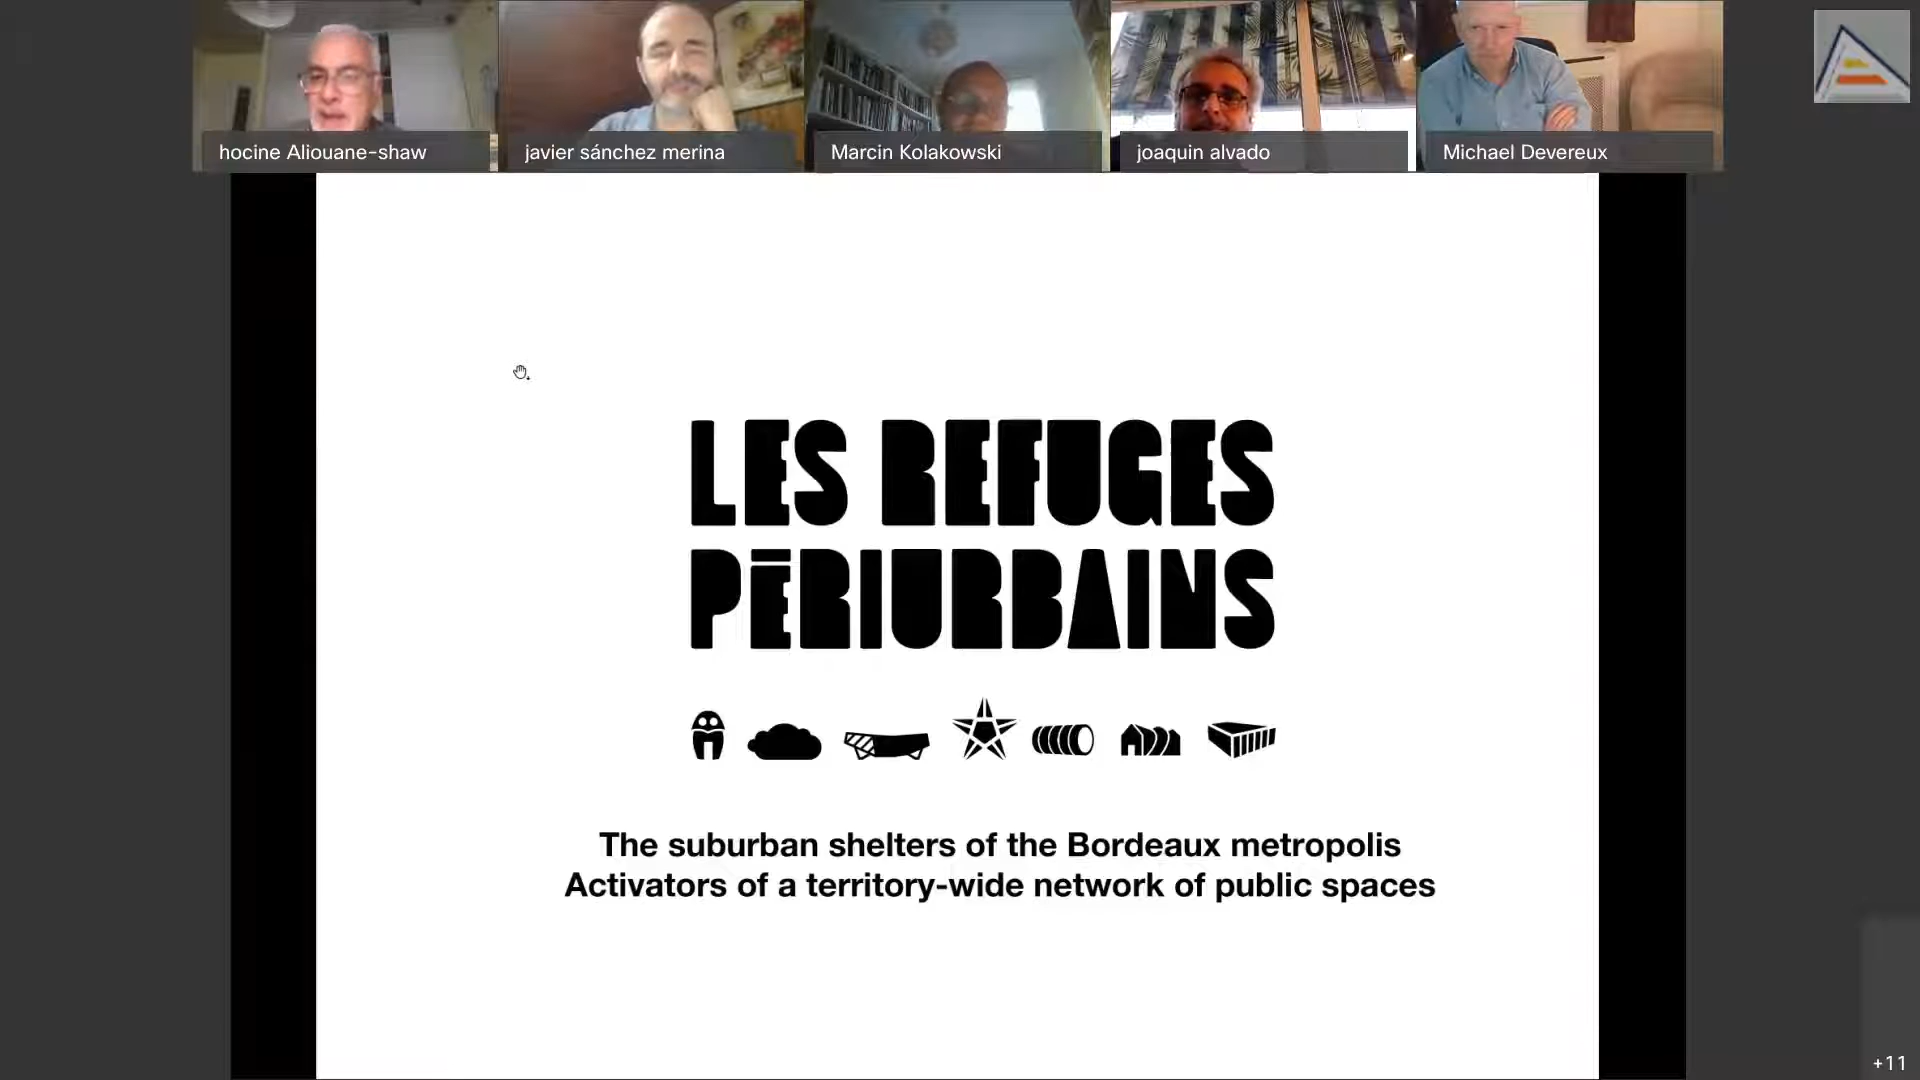 hocine Aliouane-shaw
javier sánchez merina
Marcin Kolakowski
joaquin alvado
Michael Devereux
LES REFUGES
PÉRIURBAINS
The suburban shelters of the Bordeaux metropolis
Activators of a territory-wide network of public spaces
+11